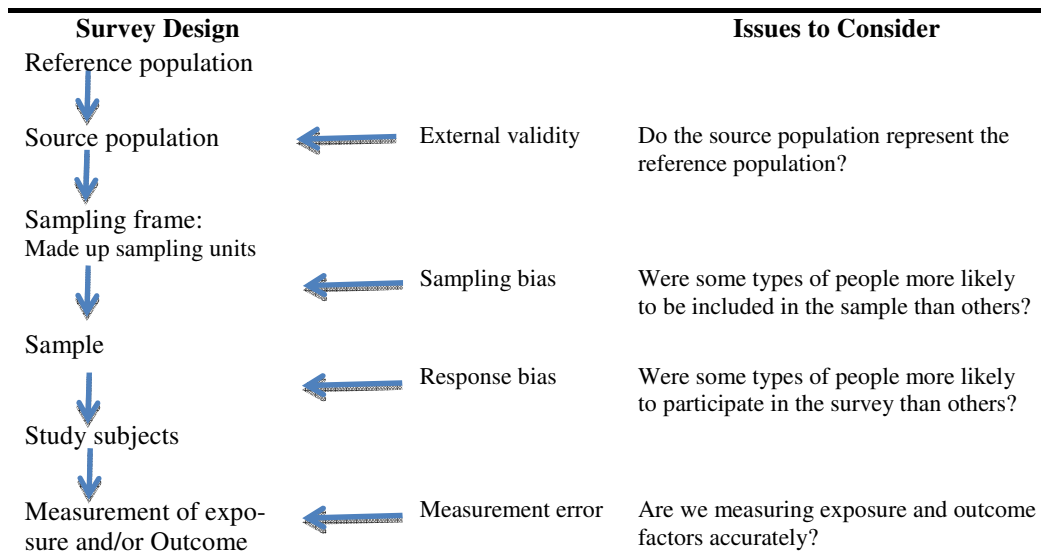 Survey Design Issues to Consider
Reference population
Source population External validity Do the source population represent the
reference population?
Sampling frame:
Made up sampling units
Sampling bias Were some types of people more likely
to be included in the sample than others?
Sample
Response bias Were some types of people more likely
to participate in the survey than others?
Study subjects
Measurement of expo- Measurement error Are we measuring exposure and outcome
sure and/or Outcome factors accurately?